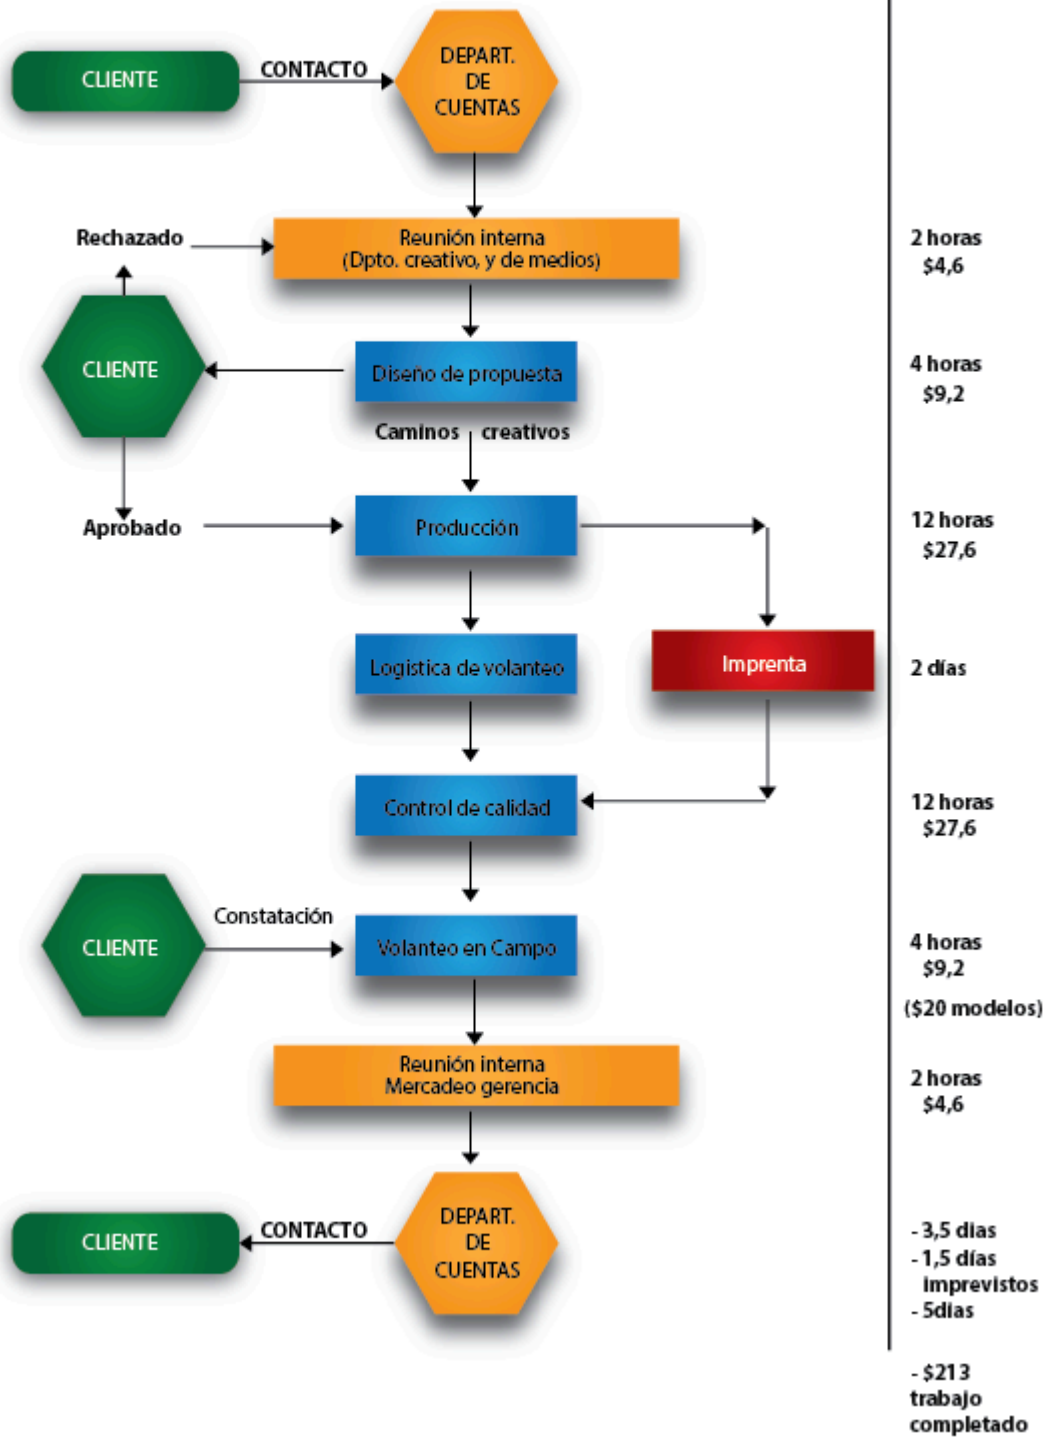 CLIENTE
CONTACTO
DEPART.
DE
CUENTAS
Rechazado
Reunión interna
(Dpto. creativo, y de medios)
2 horas
$4,6
CLIENTE
Diseño de propuesta
4 horas
$9,2
Caminos creativos
Aprobado
Producción
12 horas
$27,6
Logística de volanteo
Imprenta
2 días
Control de calidad
12 horas
$27,6
CLIENTE
Constatación
Volanteo en Campo
4 horas
$9,2
($20 modelos)
Reunión interna
Mercadeo gerencia
2 horas
$4,6
CLIENTE
CONTACTO
DEPART.
DE
CUENTAS
- 3,5 días
- 1,5 días
imprevistos
- 5días
- $213
trabajo
completado